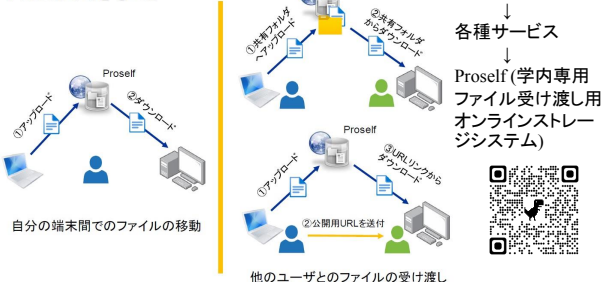 Proself
①アップロード
②ダウンロード
自分の端末間でのファイルの移動
①共有フォルダ
へアップロード
②共有フォルダ
からダウンロード
Proself
①アップロード
③URLリンクから
ダウンロード
②公開用URLを送付
他のユーザとのファイルの受け渡し
↓
各種サービス
↓
Proself (学内専用
ファイル受け渡し用
オンラインストレー
ジシステム)